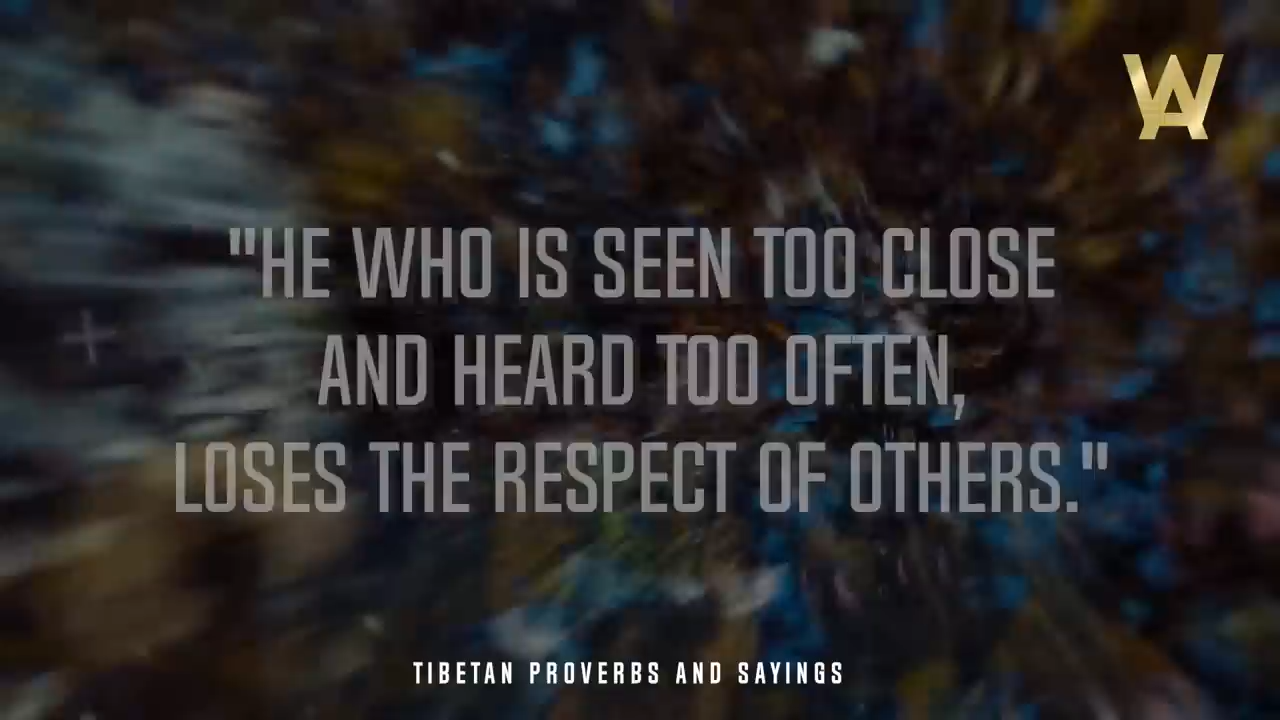 WA
"HE WHO IS SEEN TOO CLOSE
AND HEARD TOO OFTEN,
LOSES THE RESPECT OF OTHERS."
TIBETAN PROVERBS AND SAYINGS